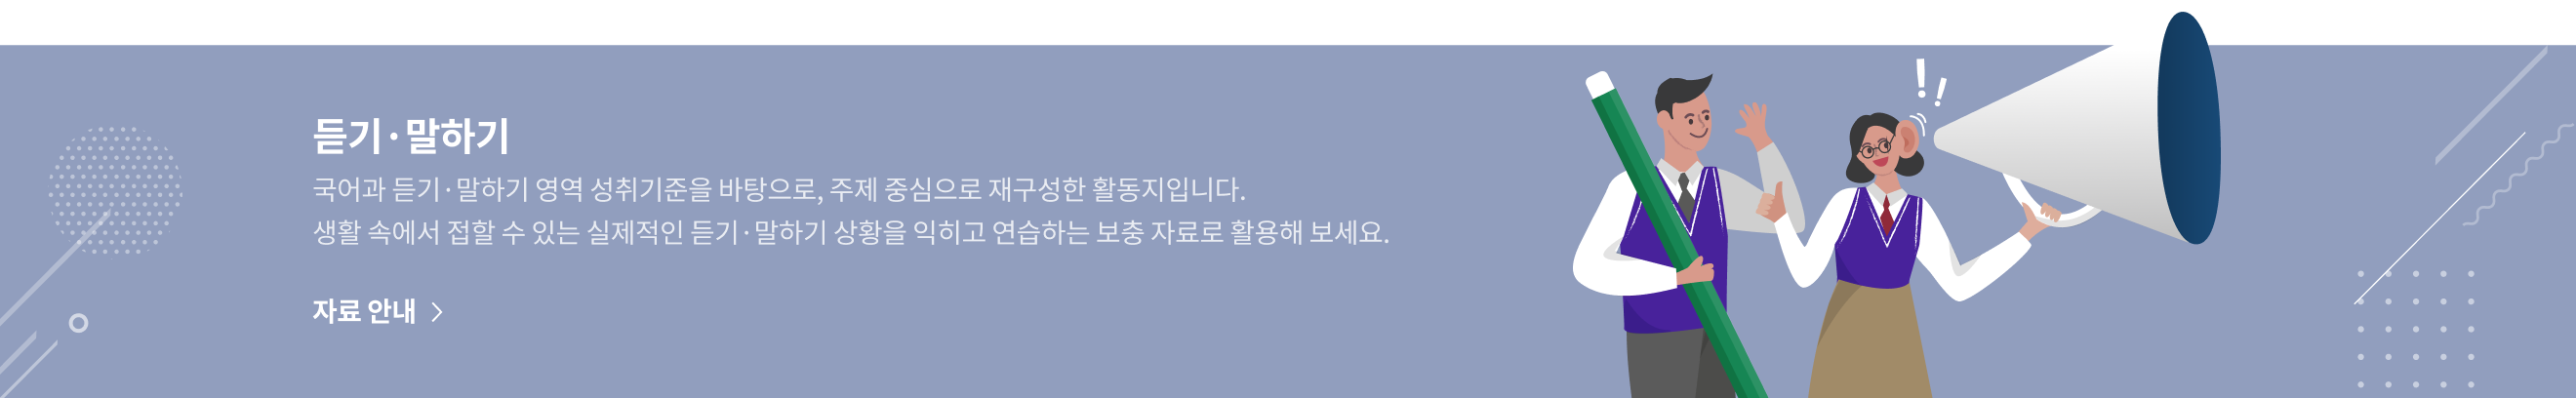 듣기·말하기
국어과 듣기·말하기 영역 성취기준을 바탕으로, 주제 중심으로 재구성한 활동지입니다.
생활 속에서 접할 수 있는 실제적인 듣기·말하기 상황을 익히고 연습하는 보충 자료로 활용해 보세요.
자료 안내 >
!!